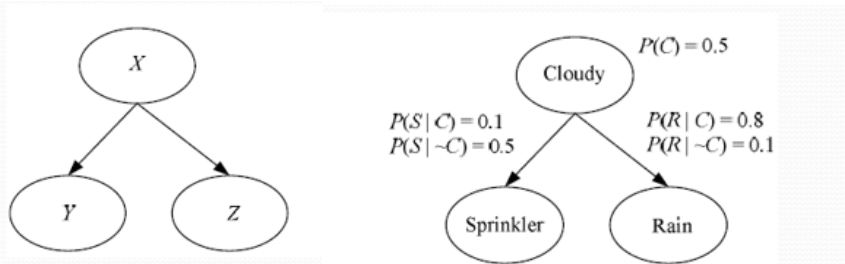 X
Y
Z
P(C) = 0.5
Cloudy
P(S | C) = 0.1
P(S | ~C) = 0.5
P(R | C) = 0.8
P(R | ~C) = 0.1
Sprinkler
Rain